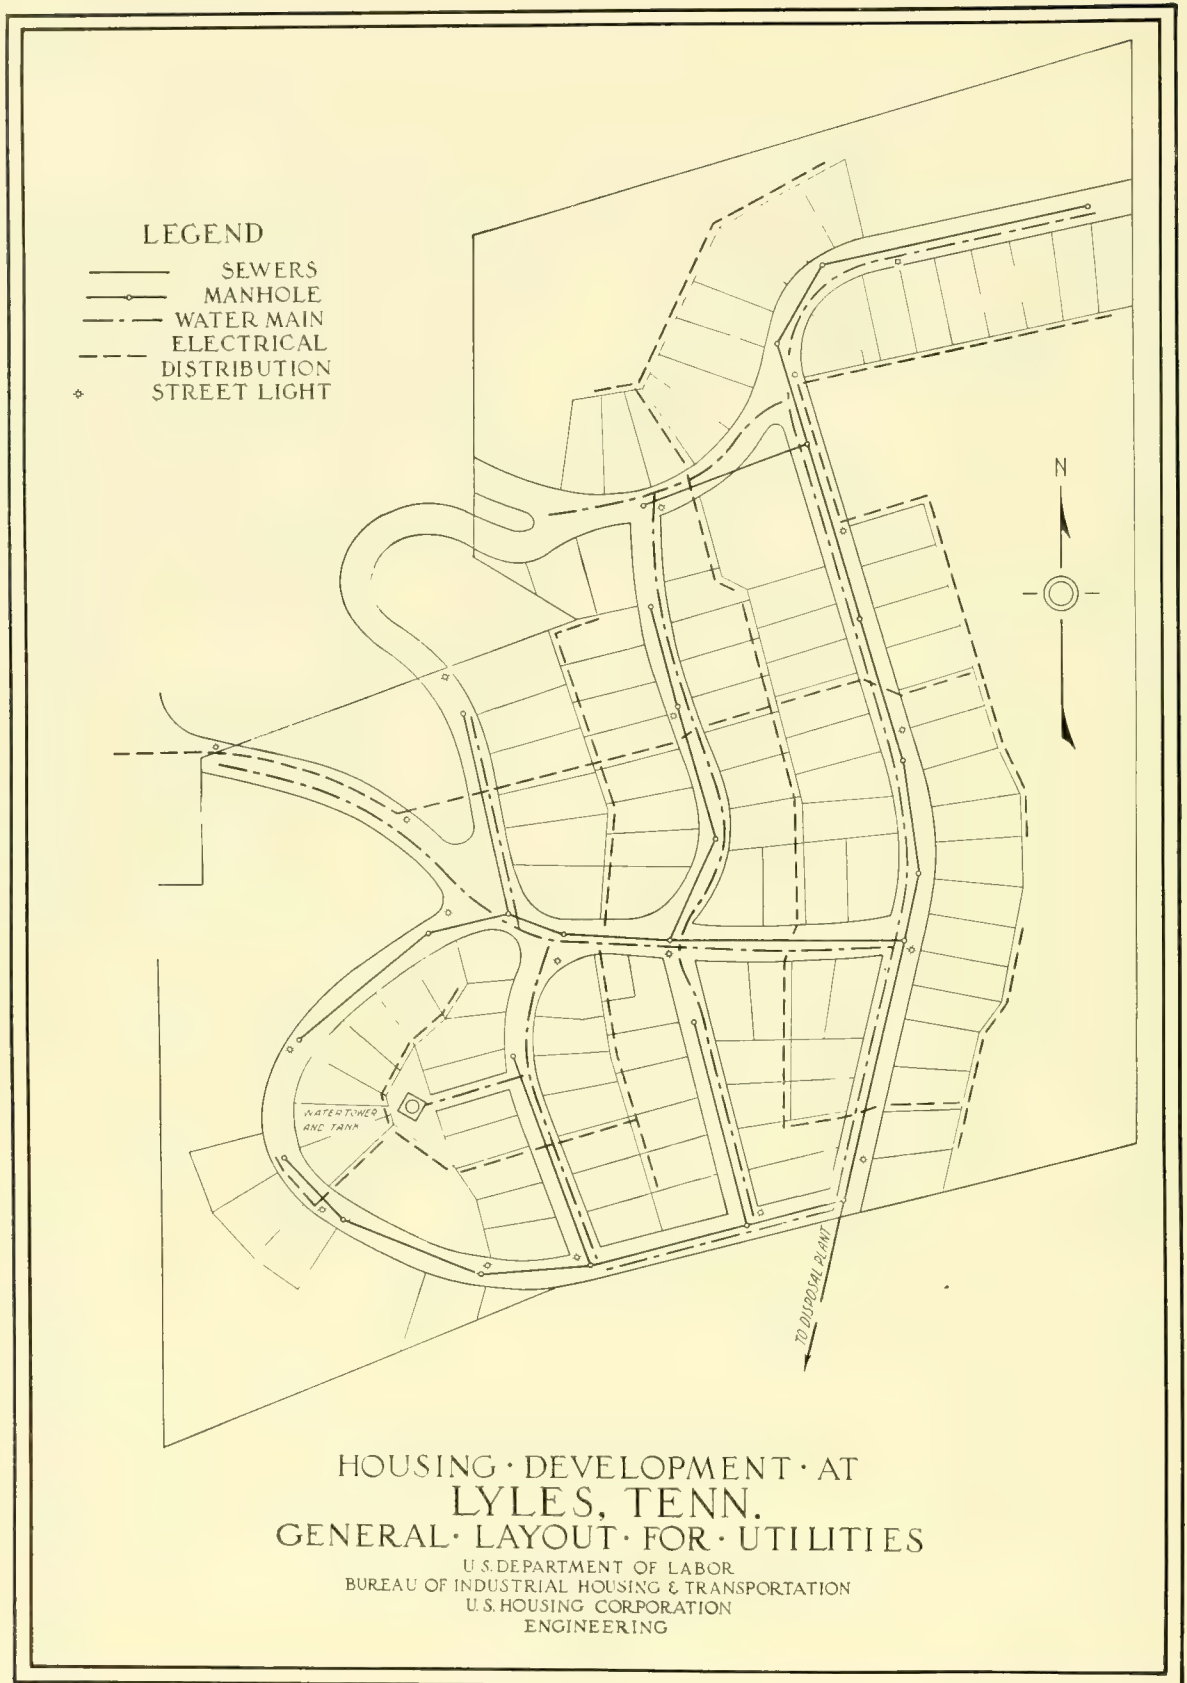 LEGEND
SEWERS
MANHOLE
WATER MAIN
ELECTRICAL
DISTRIBUTION
STREET LIGHT
N
WATER TOWER
AND TANK
TO DISPOSAL PLANT
HOUSING · DEVELOPMENT · AT
LYLES, TENN.
GENERAL · LAYOUT · FOR · UTILITIES
U.S. DEPARTMENT OF LABOR
BUREAU OF INDUSTRIAL HOUSING & TRANSPORTATION
U.S. HOUSING CORPORATION
ENGINEERING